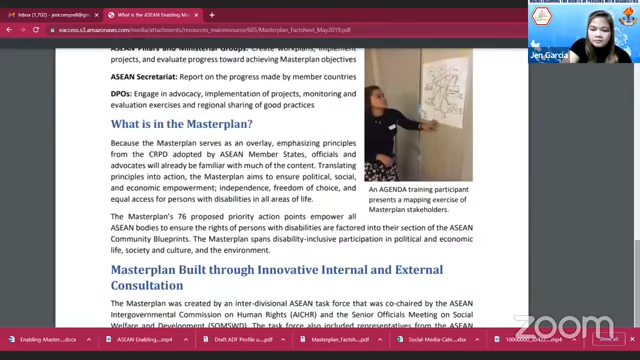 MAINSTREAMING THE RIGHTS OF PERSONS WITH DISABILITIES
Inbox (1,702) - jericomyzell@gm
What is the ASEAN Enabling M
success.s3.amazonaws.com/media/attachments/resources_mainresource/605/Masterplan_Factsheet_May2019.pdf
Jen Garcia
ASEAN Pillars and Ministerial Groups: Create workplans, implement
projects, and evaluate progress toward achieving Masterplan objectives
ASEAN Secretariat: Report on the progress made by member countries
DPOs: Engage in advocacy, implementation of projects, monitoring and
evaluation exercises and regional sharing of good practices
What is in the Masterplan?
Because the Masterplan serves as an overlay, emphasizing principles
from the CRPD adopted by ASEAN Member States, officials and
advocates will already be familiar with much of the content. Translating
principles into action, the Masterplan aims to ensure political, social,
and economic empowerment; independence, freedom of choice, and
equal access for persons with disabilities in all areas of life.
An AGENDA training participant
presents a mapping exercise of
Masterplan stakeholders.
The Masterplan's 76 proposed priority action points empower all
ASEAN bodies to ensure the rights of persons with disabilities are factored into their section of the ASEAN
Community Blueprints. The Masterplan spans disability-inclusive participation in political and economic
life, society and culture, and the environment.
Masterplan Built through Innovative Internal and External
Consultation
The Masterplan was created by an inter-divisional ASEAN task force that was co-chaired by the ASEAN
Intergovernmental Commission on Human Rights (AICHR) and the Senior Officials Meeting on Social
Welfare and Development (SOMSWD). The task force also included representatives from the ASEAN
zoom
Enabling-Master....docx
ASEAN Enabling....mp4
Draft ADF Profile u....mp4
Masterplan_Factsh....pdf
Social-Media-Cale....xlsx
Show all